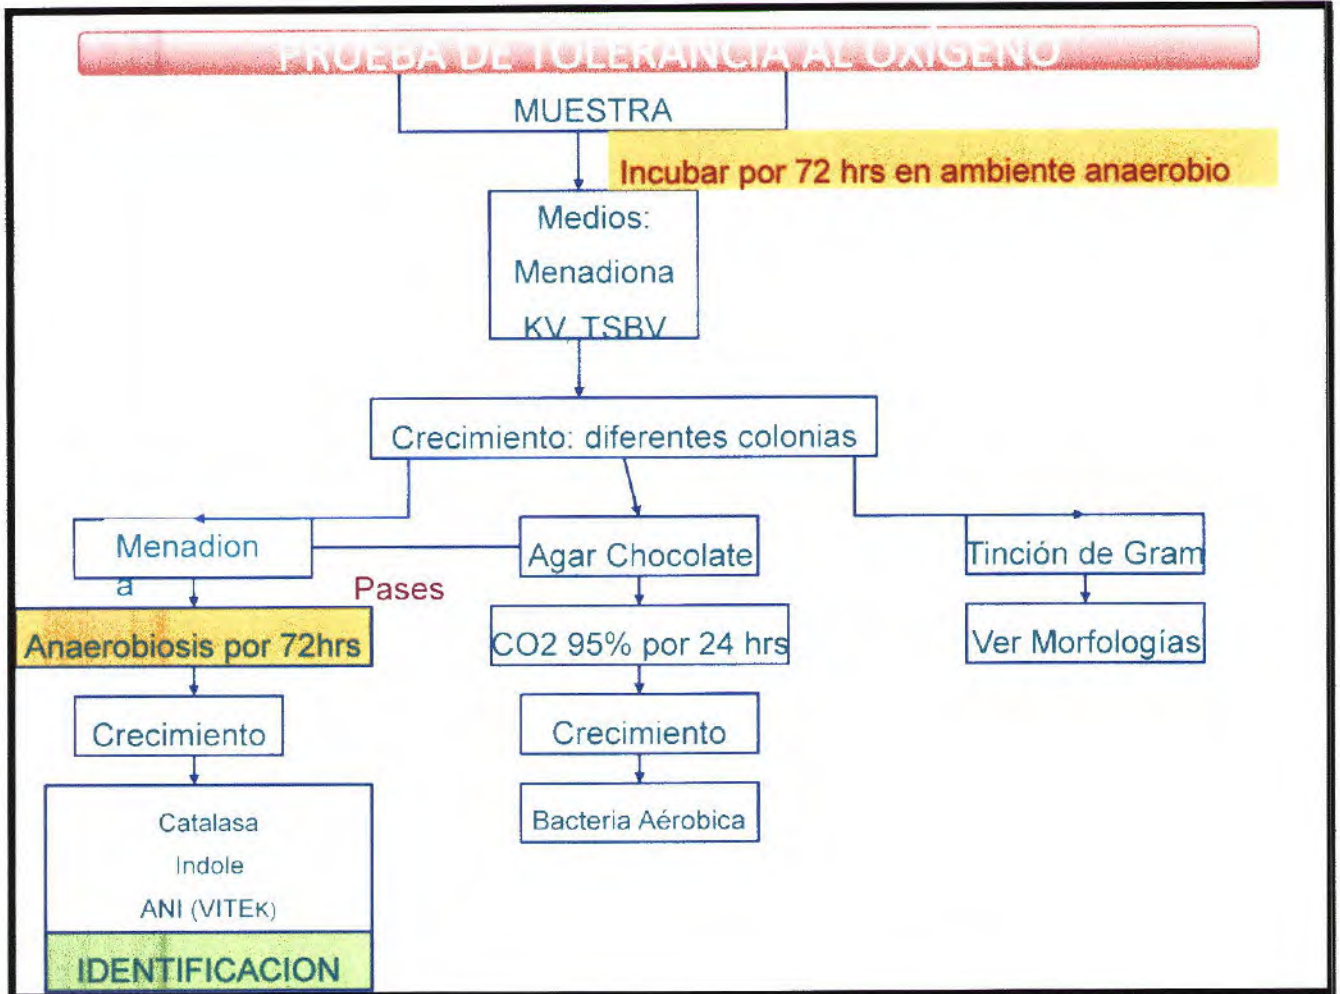 PRUEBA DE TOLERANCIA AL OXÍGENO
MUESTRA
Incubar por 72 hrs en ambiente anaerobio
Medios:
Menadiona
KV TSBV
Crecimiento: diferentes colonias
Menadion
a
Pases
Agar Chocolate
Tinción de Gram
Anaerobiosis por 72hrs
CO2 95% por 24 hrs
Ver Morfologías
Crecimiento
Crecimiento
Catalasa
Indole
ANI (VITEK)
IDENTIFICACION
Bacteria Aérobica